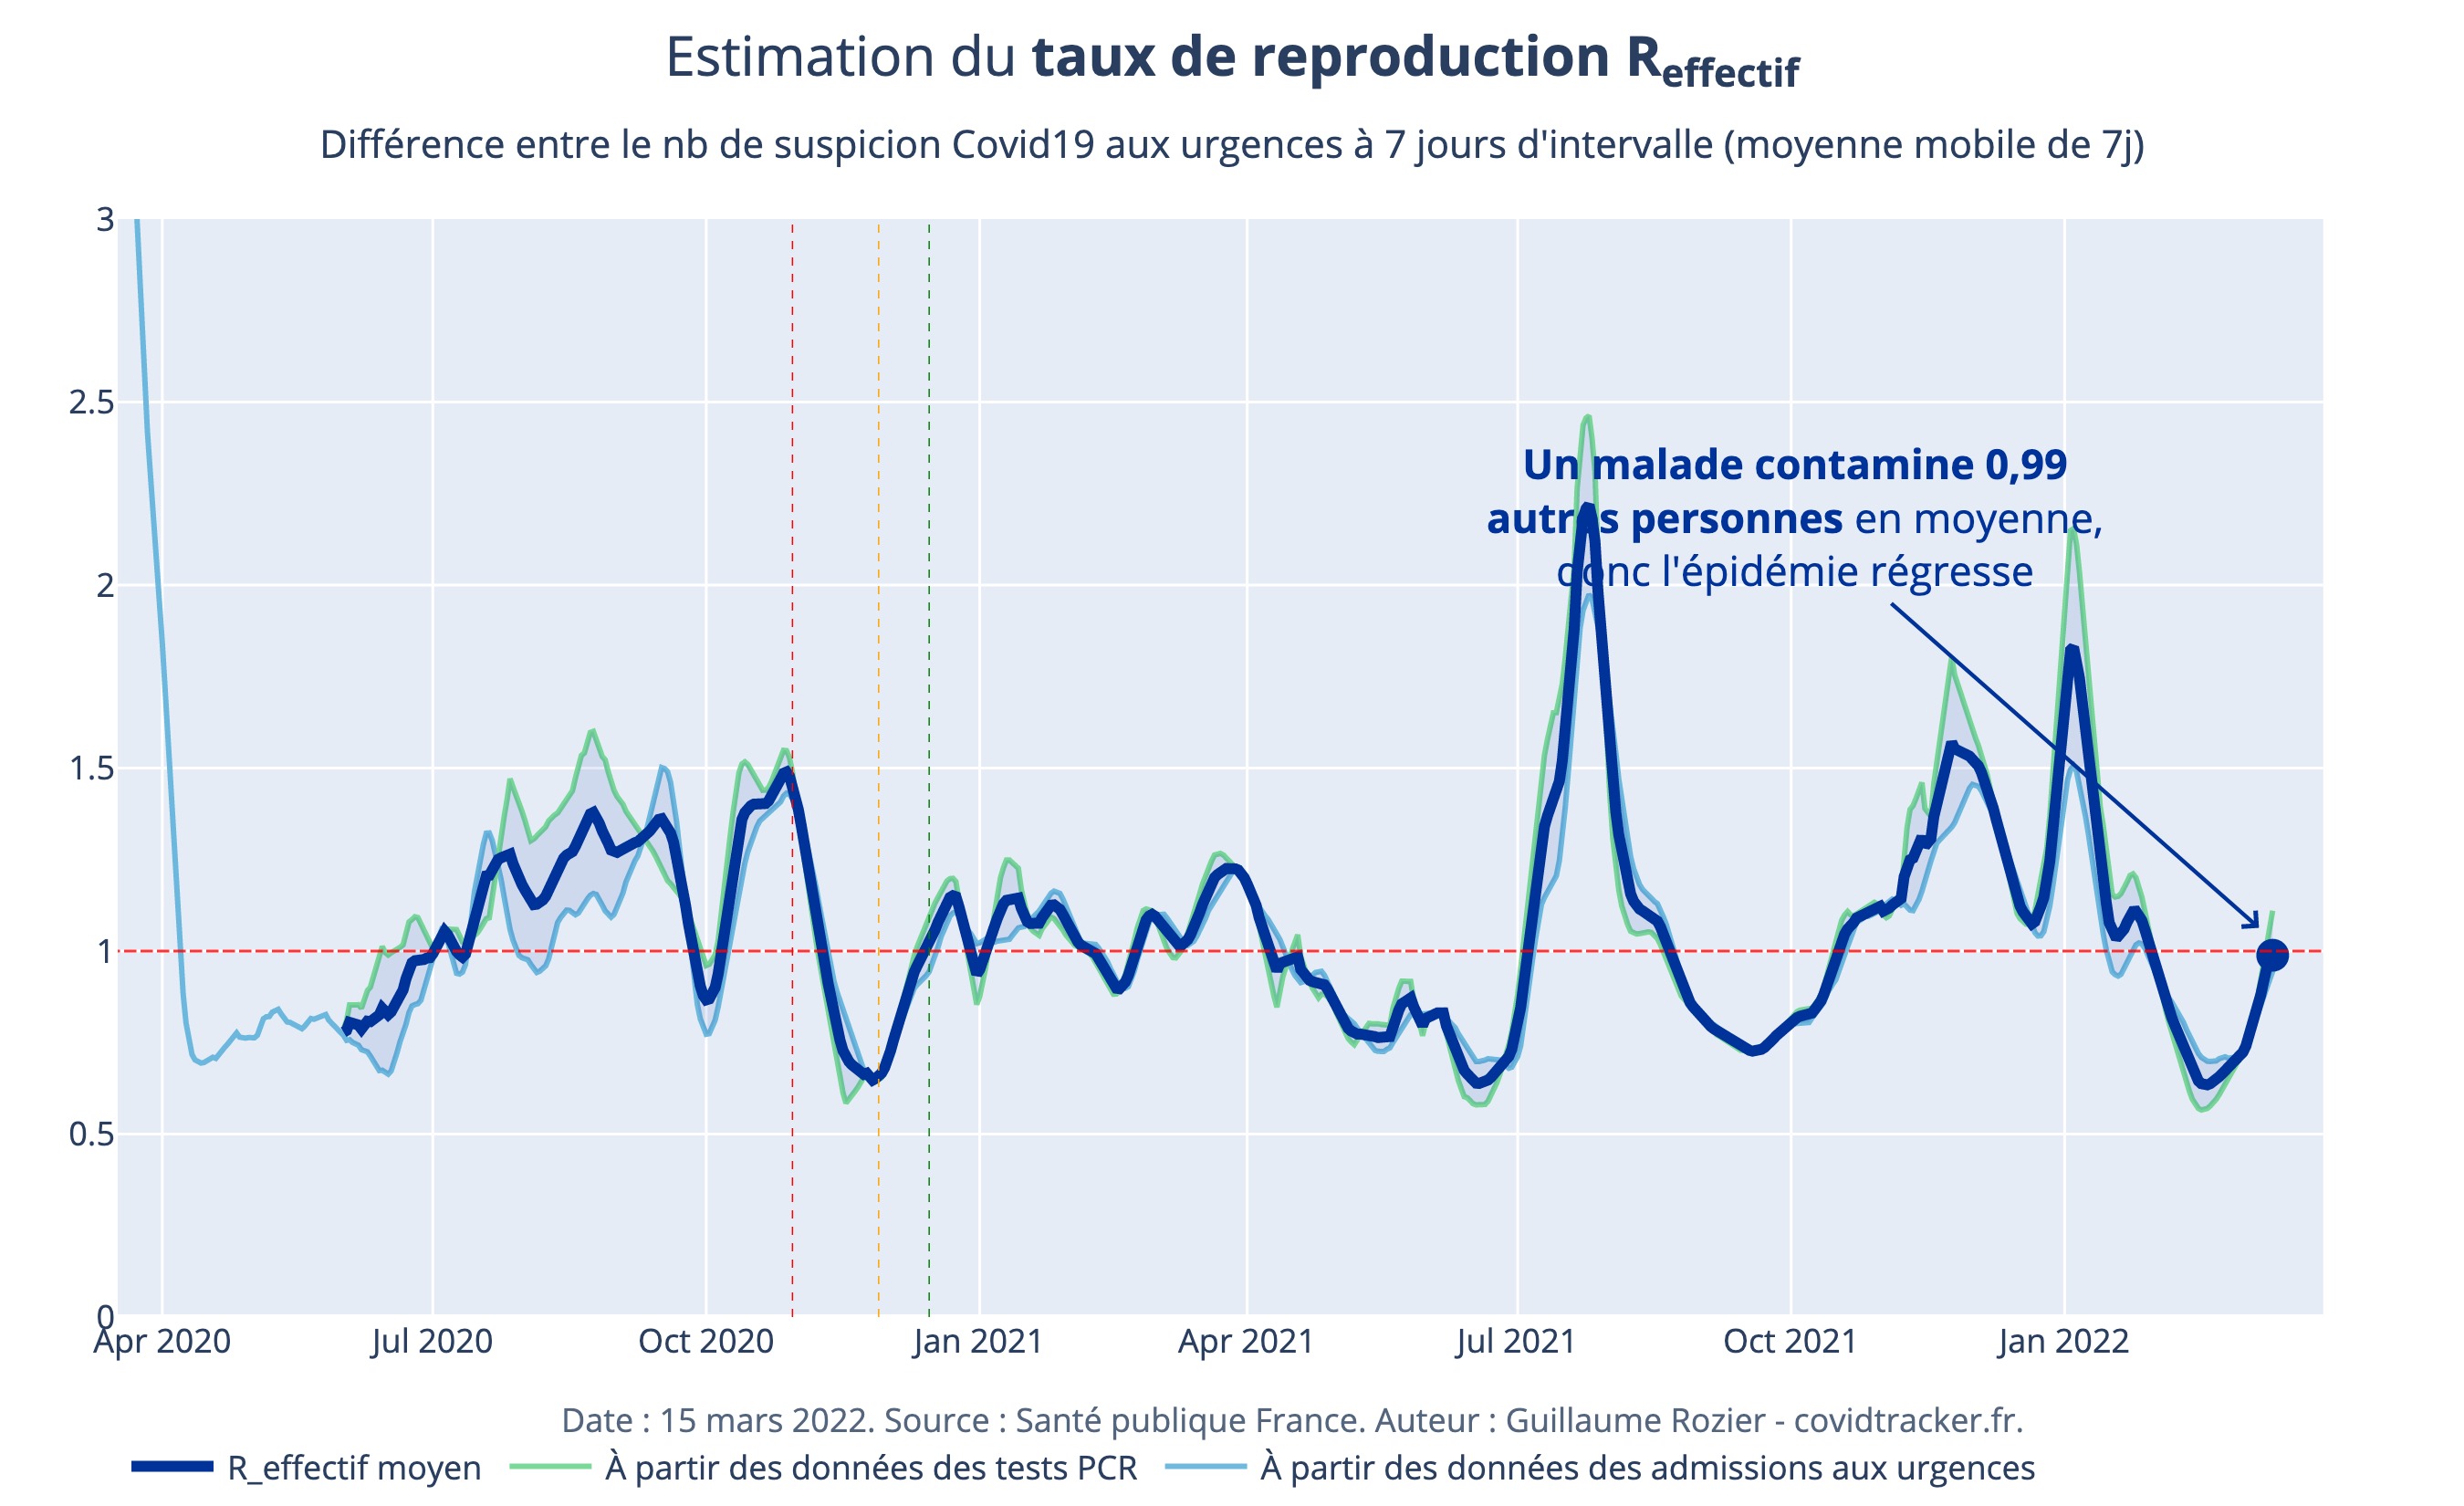 Estimation du taux de reproduction Reffectif
Différence entre le nb de suspicion Covid19 aux urgences à 7 jours d'intervalle (moyenne mobile de 7j)
3
2.5
2
1.5
1
0.5
0
Un malade contamine 0,99
autres personnes en moyenne,
donc l'épidémie régresse
Apr 2020 Jul 2020 Oct 2020 Jan 2021 Apr 2021 Jul 2021 Oct 2021 Jan 2022
Date : 15 mars 2022. Source : Santé publique France. Auteur : Guillaume Rozier - covidtracker.fr.
R_effectif moyen À partir des données des tests PCR À partir des données des admissions aux urgences